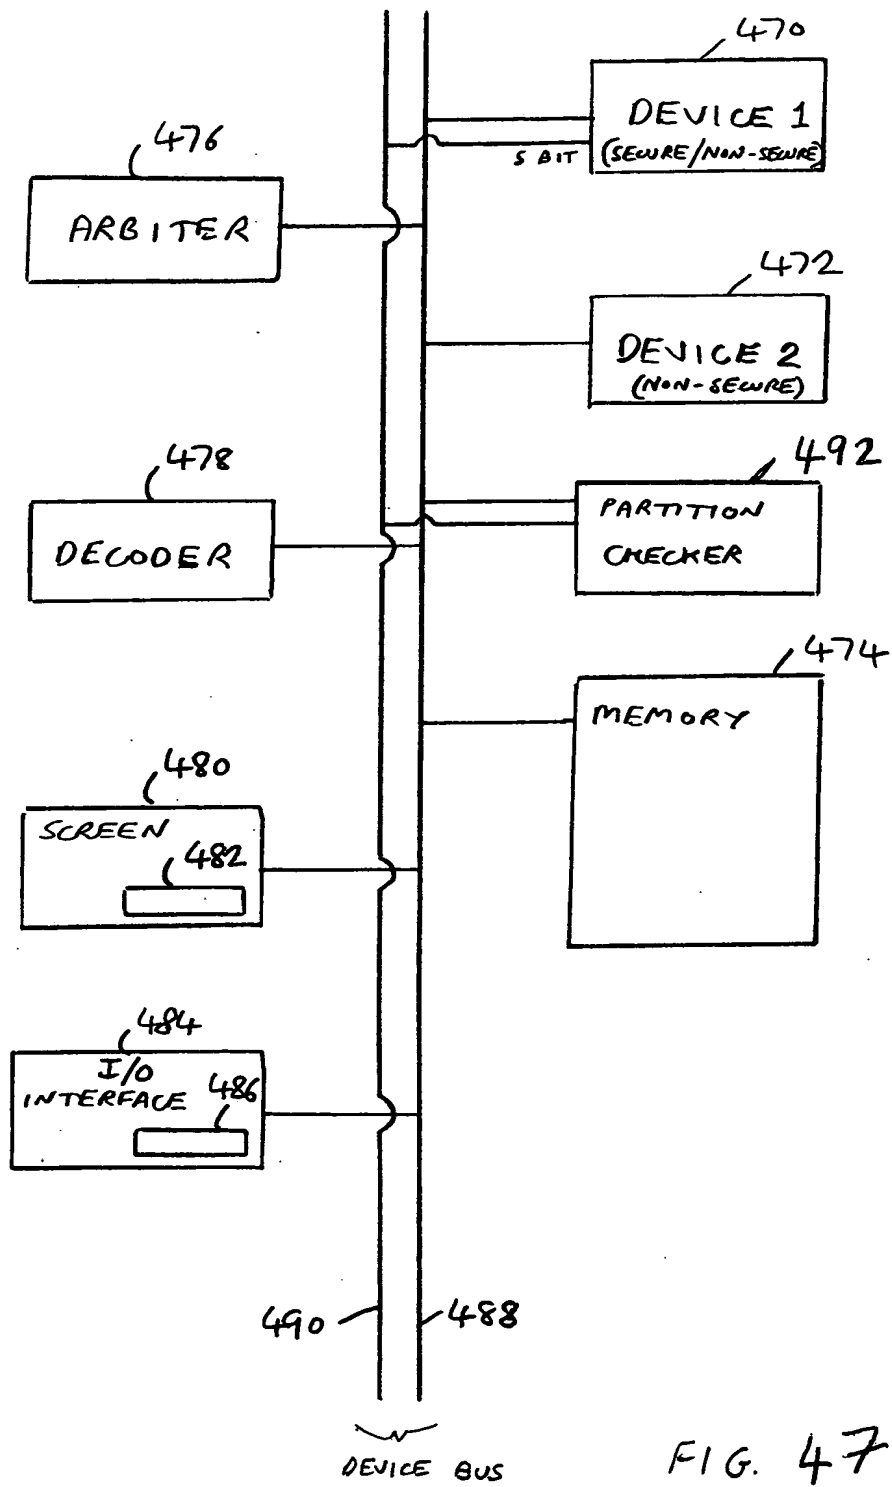 470
DEVICE 1
(SECURE/NON-SECURE)
S BIT
476
ARBITER
472
DEVICE 2
(NON-SECURE)
478
DECODER
492
PARTITION
CHECKER
474
MEMORY
480
SCREEN
482
484
I/O
INTERFACE
486
490
488
DEVICE BUS
FIG. 47